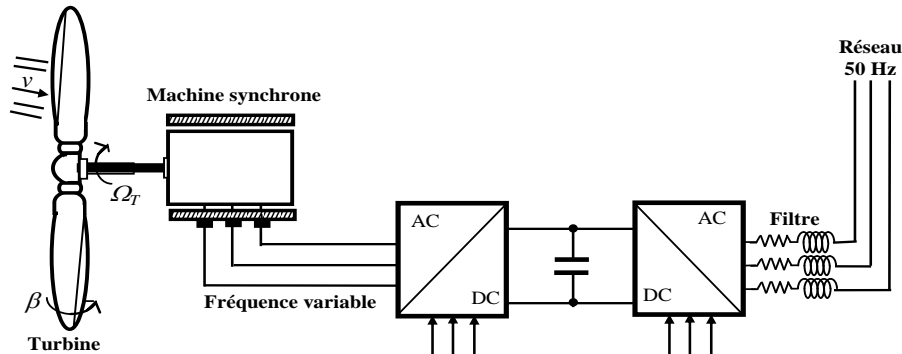 Réseau
50 Hz
v
Machine synchrone
Ω_T
AC
AC
Filtre
DC
DC
Fréquence variable
β
Turbine